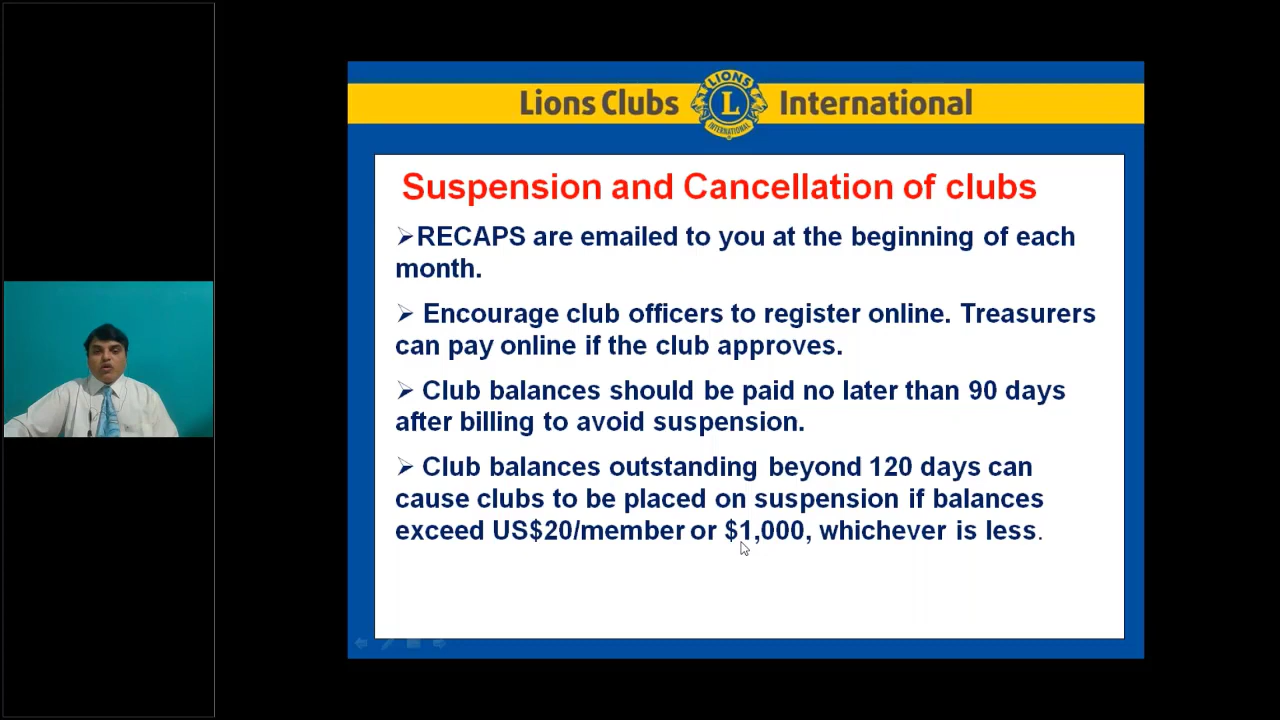 Lions Clubs International
LIONS
L
INTERNATIONAL
Suspension and Cancellation of clubs
➢RECAPS are emailed to you at the beginning of each
month.
➢ Encourage club officers to register online. Treasurers
can pay online if the club approves.
➢ Club balances should be paid no later than 90 days
after billing to avoid suspension.
➢ Club balances outstanding beyond 120 days can
cause clubs to be placed on suspension if balances
exceed US$20/member or $1,000, whichever is less.